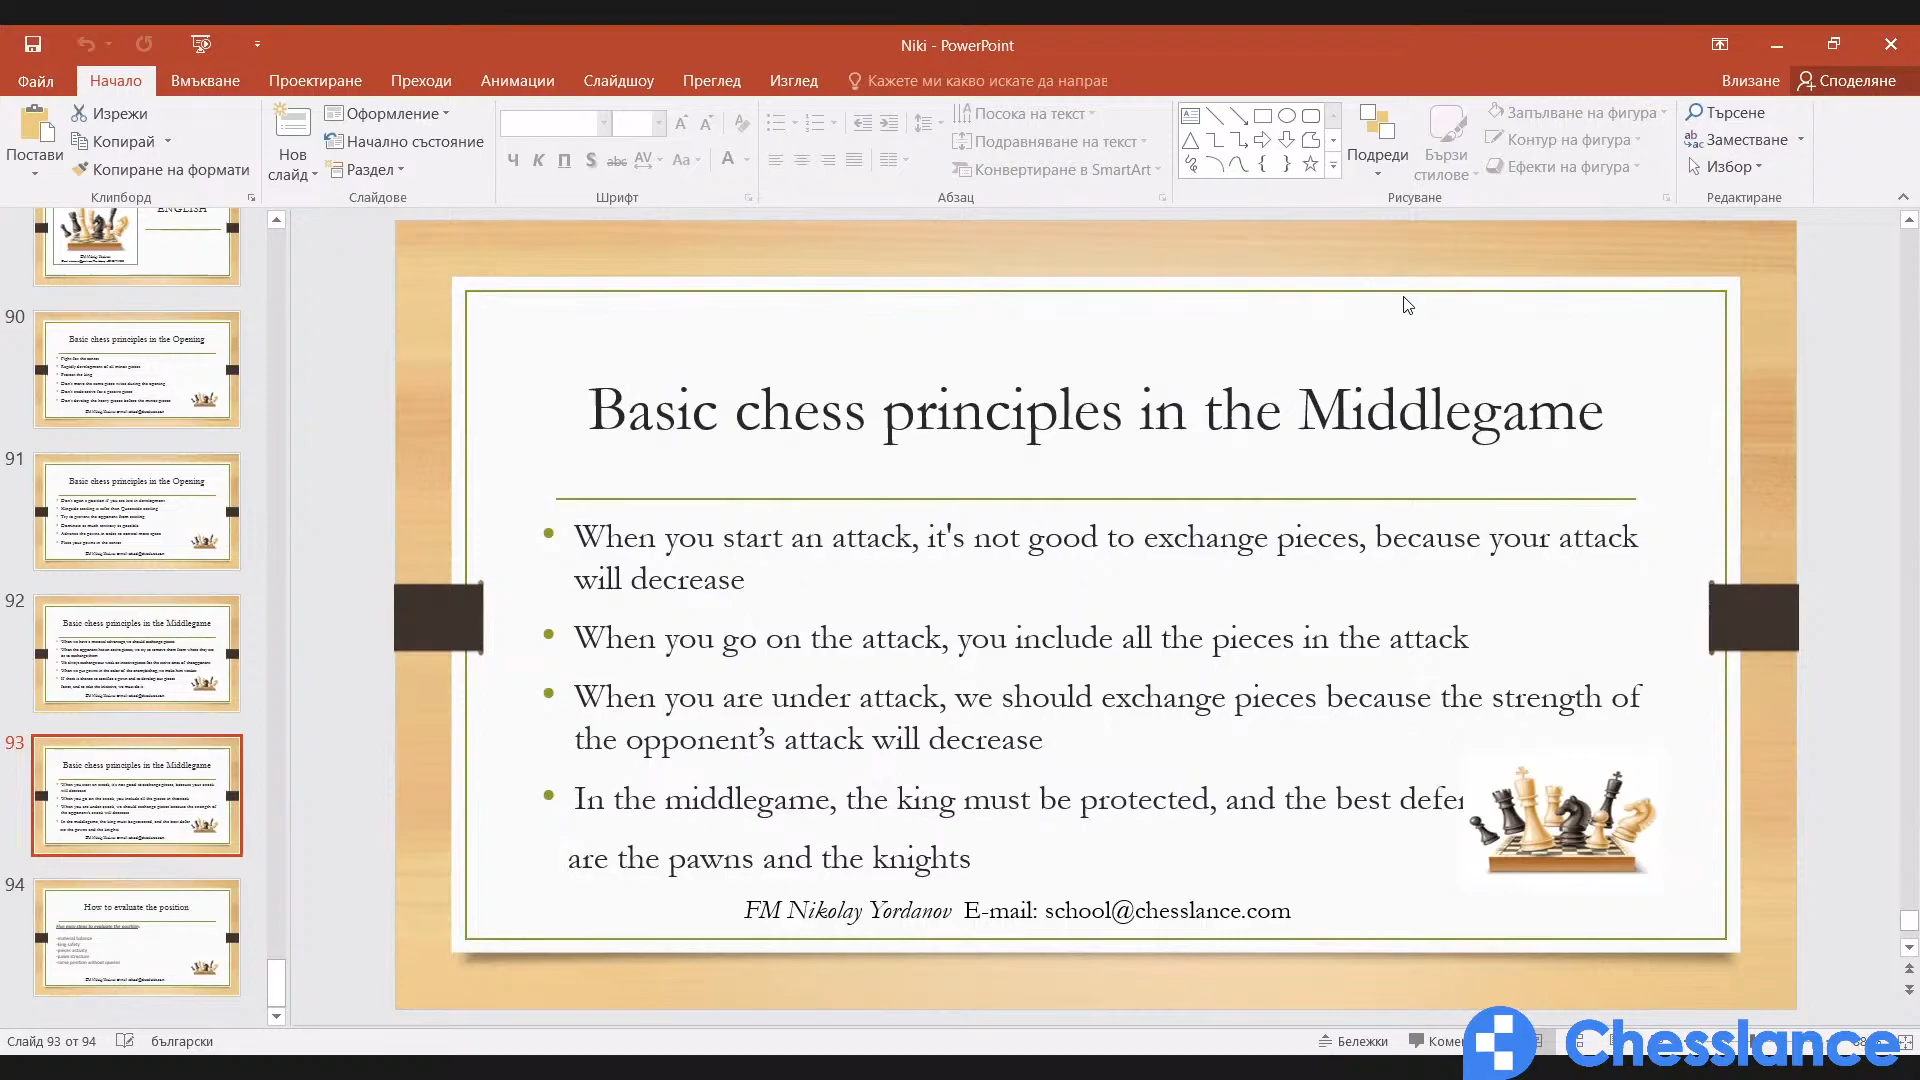 Niki - PowerPoint
Файл Начало Вмъкване Проектиране Преходи Анимации Слайдшоу Преглед Изглед Кажете ми какво искате да направ Влизане Споделяне
Постави
Изрежи
Копирай
Копиране на формати
Клипборд
Нов
слайд
Оформление
Начално състояние
Раздел
Слайдове
Ч К П S abc AV Aa A
Шрифт
Посока на текст
Подравняване на текст
Конвертиране в SmartArt
Абзац
Подреди
Бързи
стилове
Запълване на фигура
Контур на фигура
Ефекти на фигура
Рисуване
Търсене
Заместване
Избор
Редактиране
ENGLISH
90
Basic chess principles in the Opening
91
Basic chess principles in the Opening
92
Basic chess principles in the Middlegame
93
Basic chess principles in the Middlegame
94
How to evaluate the position
Basic chess principles in the Middlegame
• When you start an attack, it's not good to exchange pieces, because your attack
will decrease
• When you go on the attack, you include all the pieces in the attack
• When you are under attack, we should exchange pieces because the strength of
the opponent’s attack will decrease
• In the middlegame, the king must be protected, and the best defen
are the pawns and the knights
FM Nikolay Yordanov E-mail: school@chesslance.com
Слайд 93 от 94 български
Бележки
Chesslance